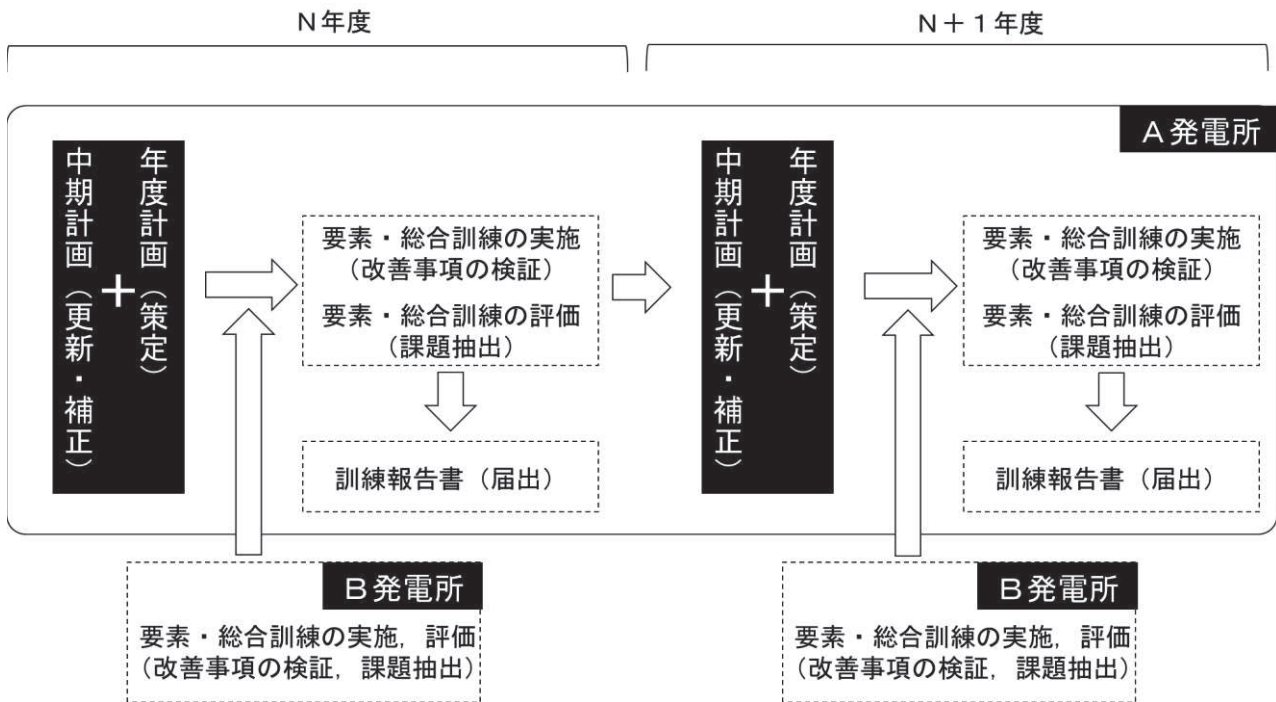 N年度
N+1年度
A発電所
年度計画(策定)
+
中期計画(更新・補正)
要素・総合訓練の実施
(改善事項の検証)
要素・総合訓練の評価
(課題抽出)
訓練報告書(届出)
年度計画(策定)
+
中期計画(更新・補正)
要素・総合訓練の実施
(改善事項の検証)
要素・総合訓練の評価
(課題抽出)
訓練報告書(届出)
B発電所
要素・総合訓練の実施,評価
(改善事項の検証,課題抽出)
B発電所
要素・総合訓練の実施,評価
(改善事項の検証,課題抽出)